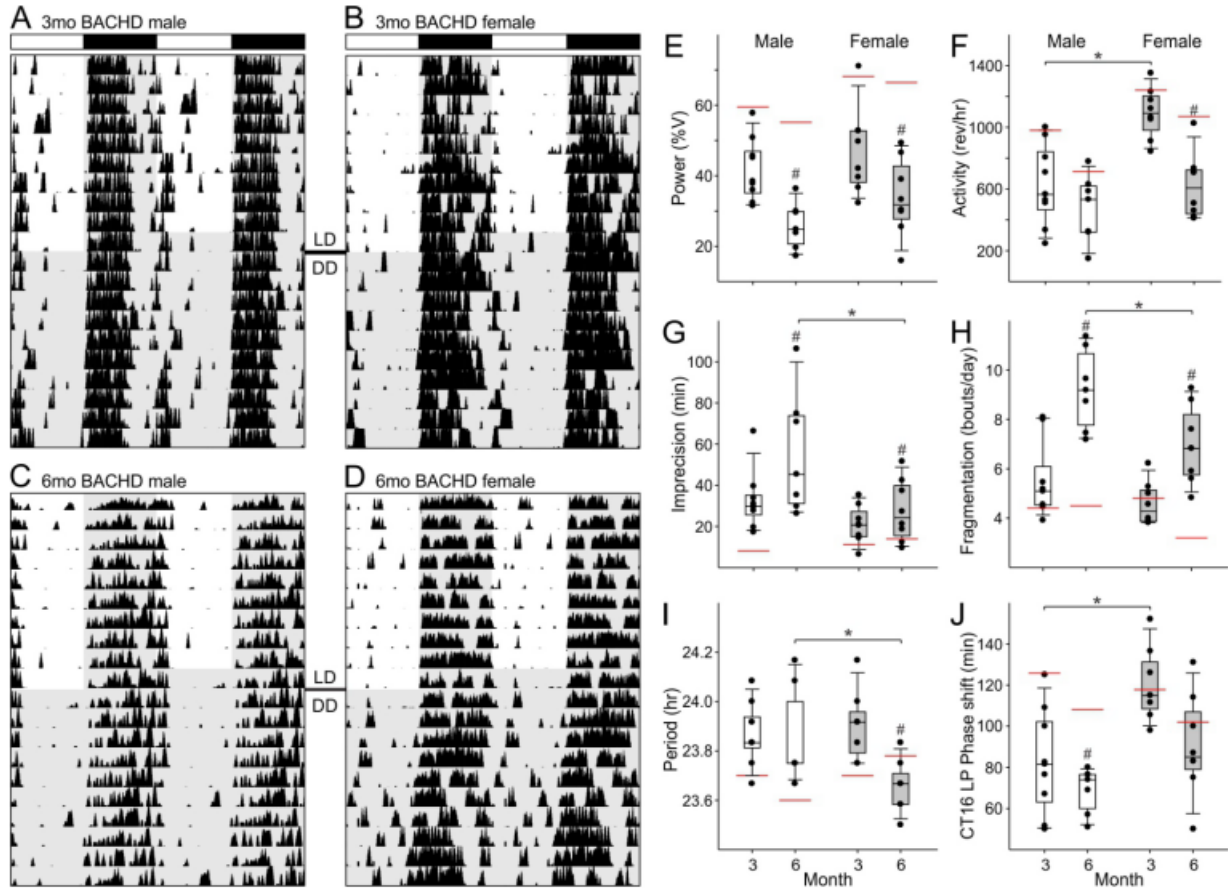 A 3mo BACHD male
B 3mo BACHD female
LD
DD
C 6mo BACHD male
D 6mo BACHD female
LD
DD
E
Male Female
Power (%V)
60
40
20
#
#
F
Male Female
Activity (rev/hr)
1400
1000
600
200
*
#
G
Imprecision (min)
100
80
60
40
20
*
#
#
H
Fragmentation (bouts/day)
10
8
6
4
*
#
#
I
Period (hr)
24.2
24.0
23.8
23.6
*
#
3 6 3 6
J
CT16 LP Phase shift (min)
140
120
100
80
60
*
#
3 6 3 6
Month